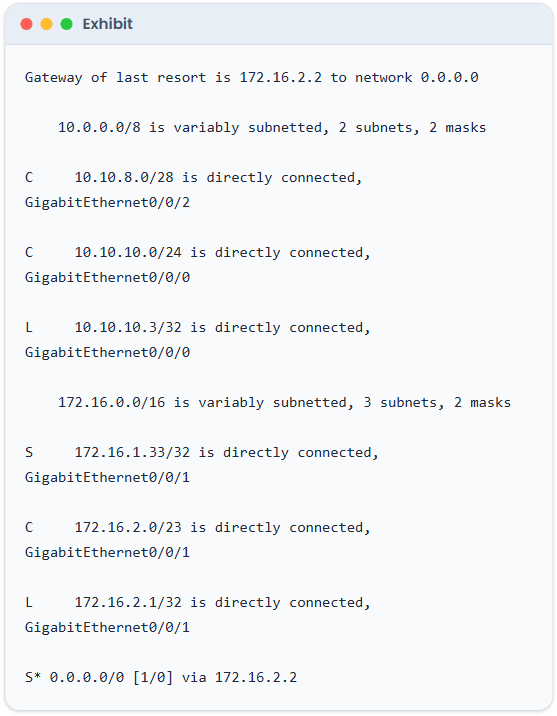 Exhibit
Gateway of last resort is 172.16.2.2 to network 0.0.0.0
10.0.0.0/8 is variably subnetted, 2 subnets, 2 masks
C 10.10.8.0/28 is directly connected,
GigabitEthernet0/0/2
C 10.10.10.0/24 is directly connected,
GigabitEthernet0/0/0
L 10.10.10.3/32 is directly connected,
GigabitEthernet0/0/0
172.16.0.0/16 is variably subnetted, 3 subnets, 2 masks
S 172.16.1.33/32 is directly connected,
GigabitEthernet0/0/1
C 172.16.2.0/23 is directly connected,
GigabitEthernet0/0/1
L 172.16.2.1/32 is directly connected,
GigabitEthernet0/0/1
S* 0.0.0.0/0 [1/0] via 172.16.2.2